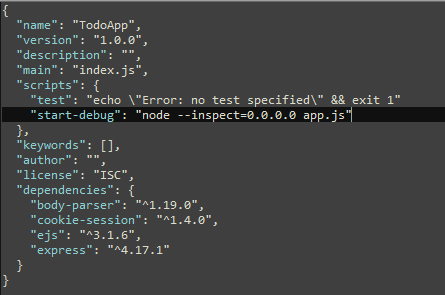 {
  "name": "TodoApp",
  "version": "1.0.0",
  "description": "",
  "main": "index.js",
  "scripts": {
    "test": "echo \"Error: no test specified\" && exit 1"
    "start-debug": "node --inspect=0.0.0.0 app.js"
  },
  "keywords": [],
  "author": "",
  "license": "ISC",
  "dependencies": {
    "body-parser": "^1.19.0",
    "cookie-session": "^1.4.0",
    "ejs": "^3.1.6",
    "express": "^4.17.1"
  }
}